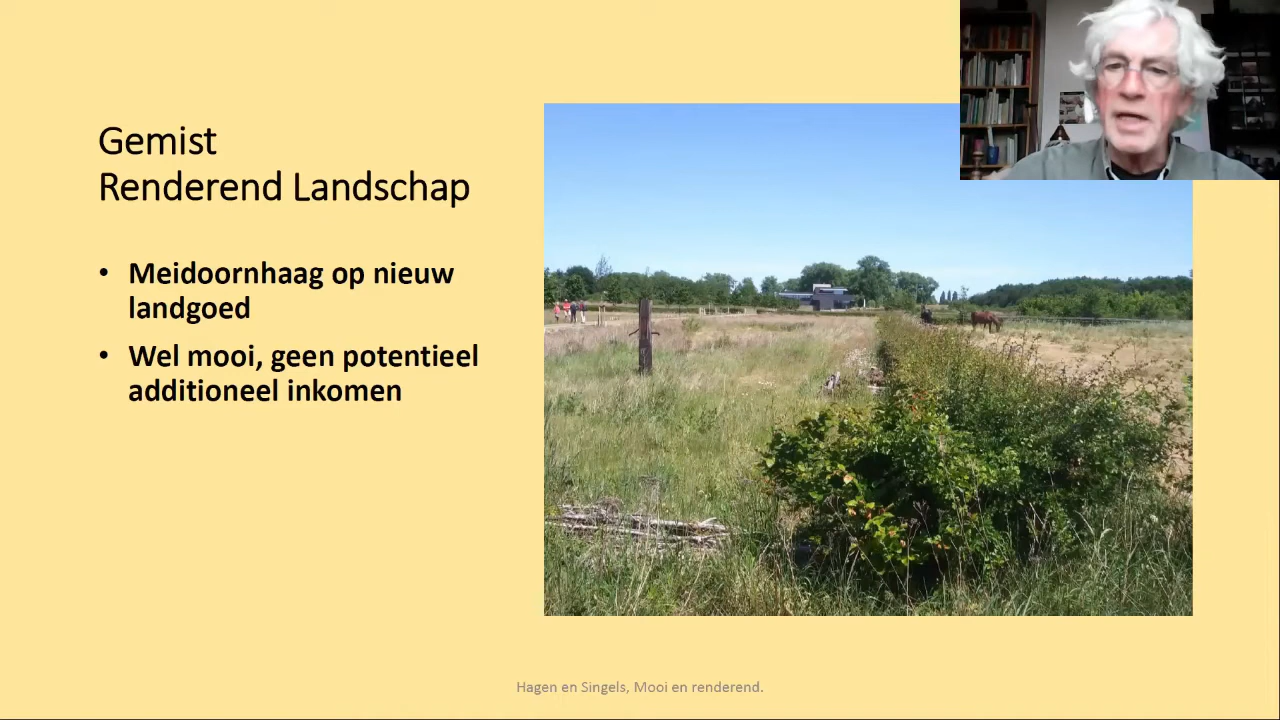 Gemist
Renderend Landschap
• Meidoornhaag op nieuw
landgoed
• Wel mooi, geen potentieel
additioneel inkomen
Hagen en Singels, Mooi en renderend.